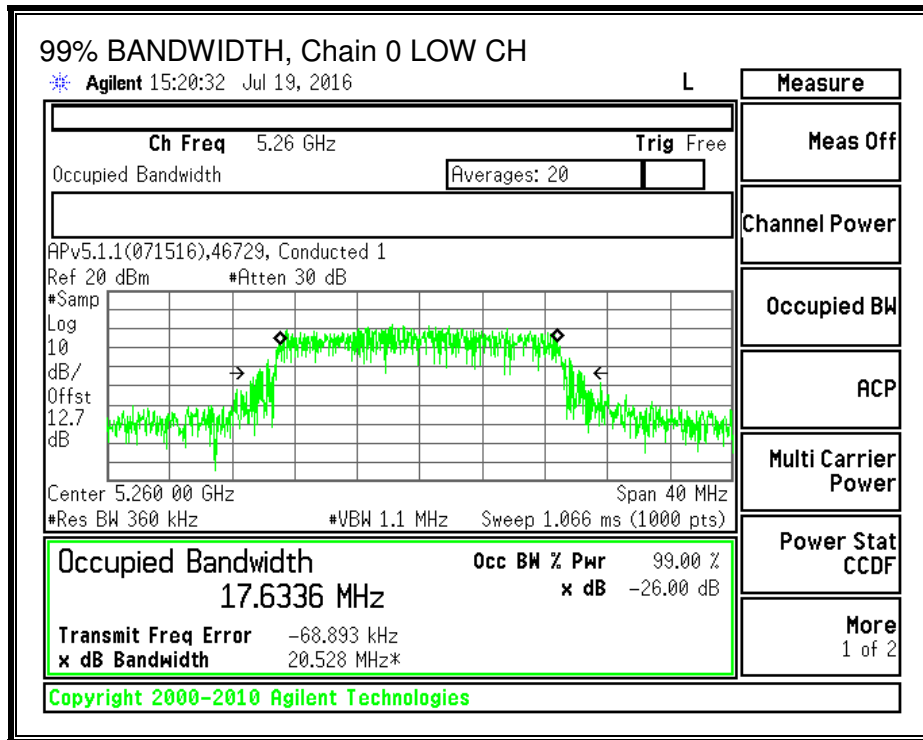 99% BANDWIDTH, Chain 0 LOW CH
Agilent 15:20:32 Jul 19, 2016 L Measure
Ch Freq 5.26 GHz Trig Free
Meas Off
Occupied Bandwidth Averages: 20
Channel Power
APv5.1.1(071516),46729, Conducted 1
Ref 20 dBm #Atten 30 dB
#Samp
Log
10
dB/
Offst
12.7
dB
Occupied BW
ACP
Multi Carrier
Power
Center 5.260 00 GHz Span 40 MHz
#Res BW 360 kHz #VBW 1.1 MHz Sweep 1.066 ms (1000 pts)
Power Stat
CCDF
Occupied Bandwidth Occ BW % Pwr 99.00 %
17.6336 MHz x dB -26.00 dB
Transmit Freq Error -68.893 kHz
x dB Bandwidth 20.528 MHz*
More
1 of 2
Copyright 2000-2010 Agilent Technologies